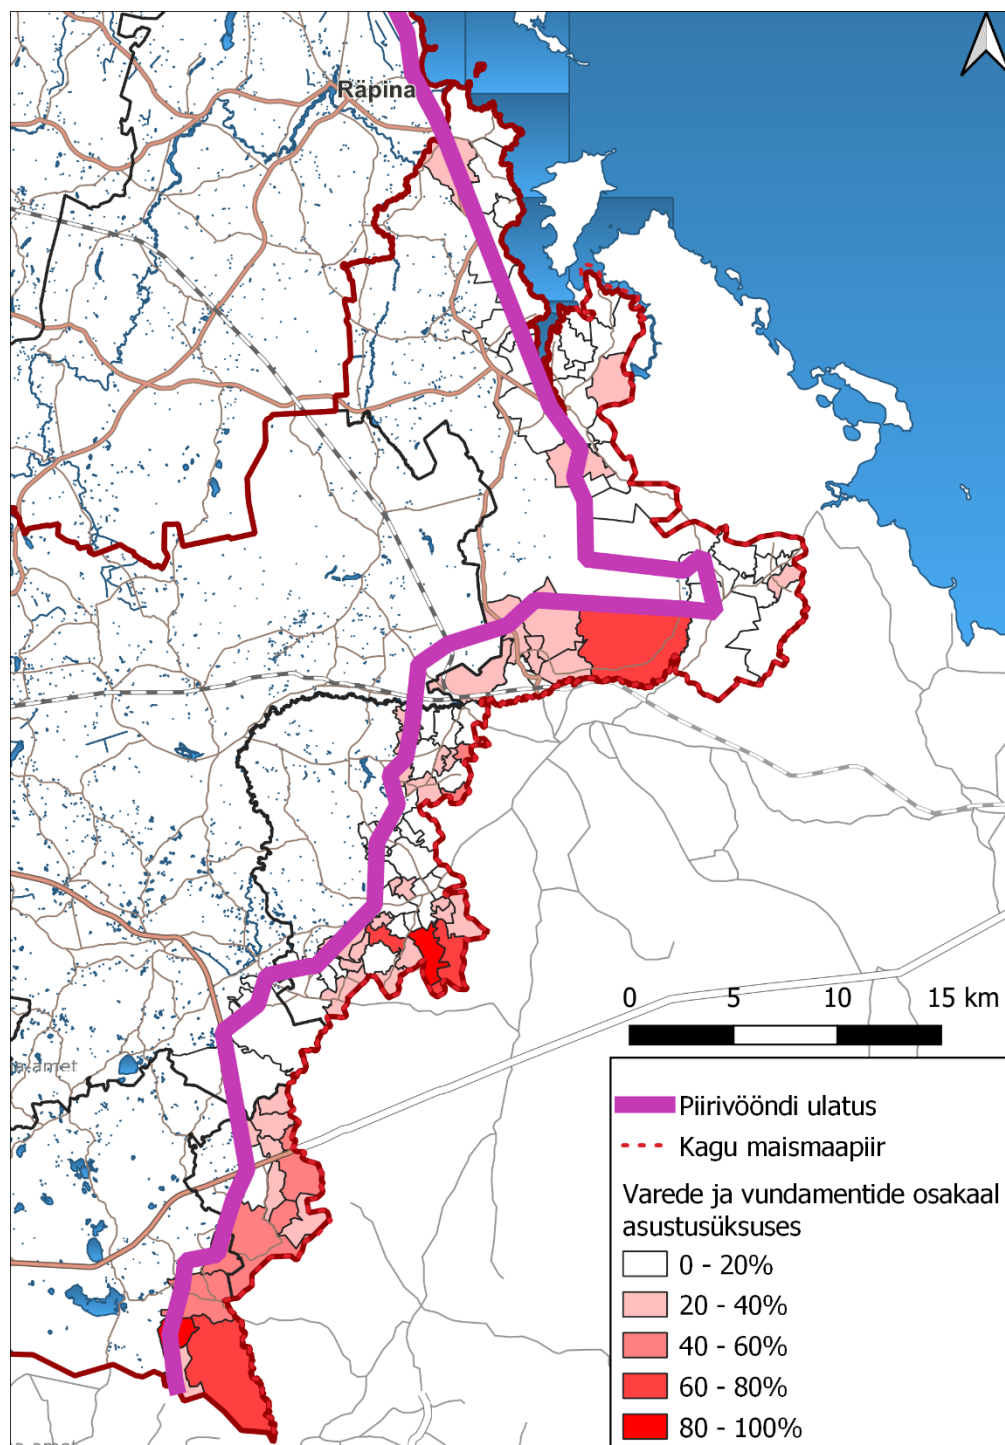 Räpina
0 5 10 15 km
a-amet
Piirivööndi ulatus
Kagu maismaapiir
Varede ja vundamentide osakaal
asustusüksuses
0 - 20%
20 - 40%
40 - 60%
60 - 80%
80 - 100%